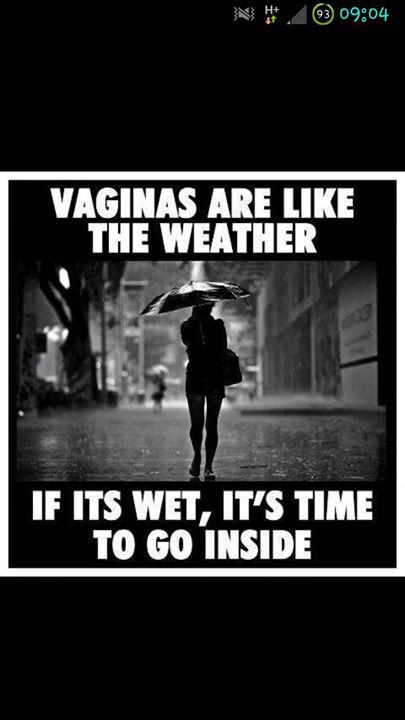 H+ 93 09:04
VAGINAS ARE LIKE
THE WEATHER
IF ITS WET, IT'S TIME
TO GO INSIDE